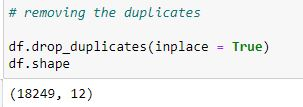 # removing the duplicates
df.drop_duplicates(inplace = True)
df.shape
(18249, 12)